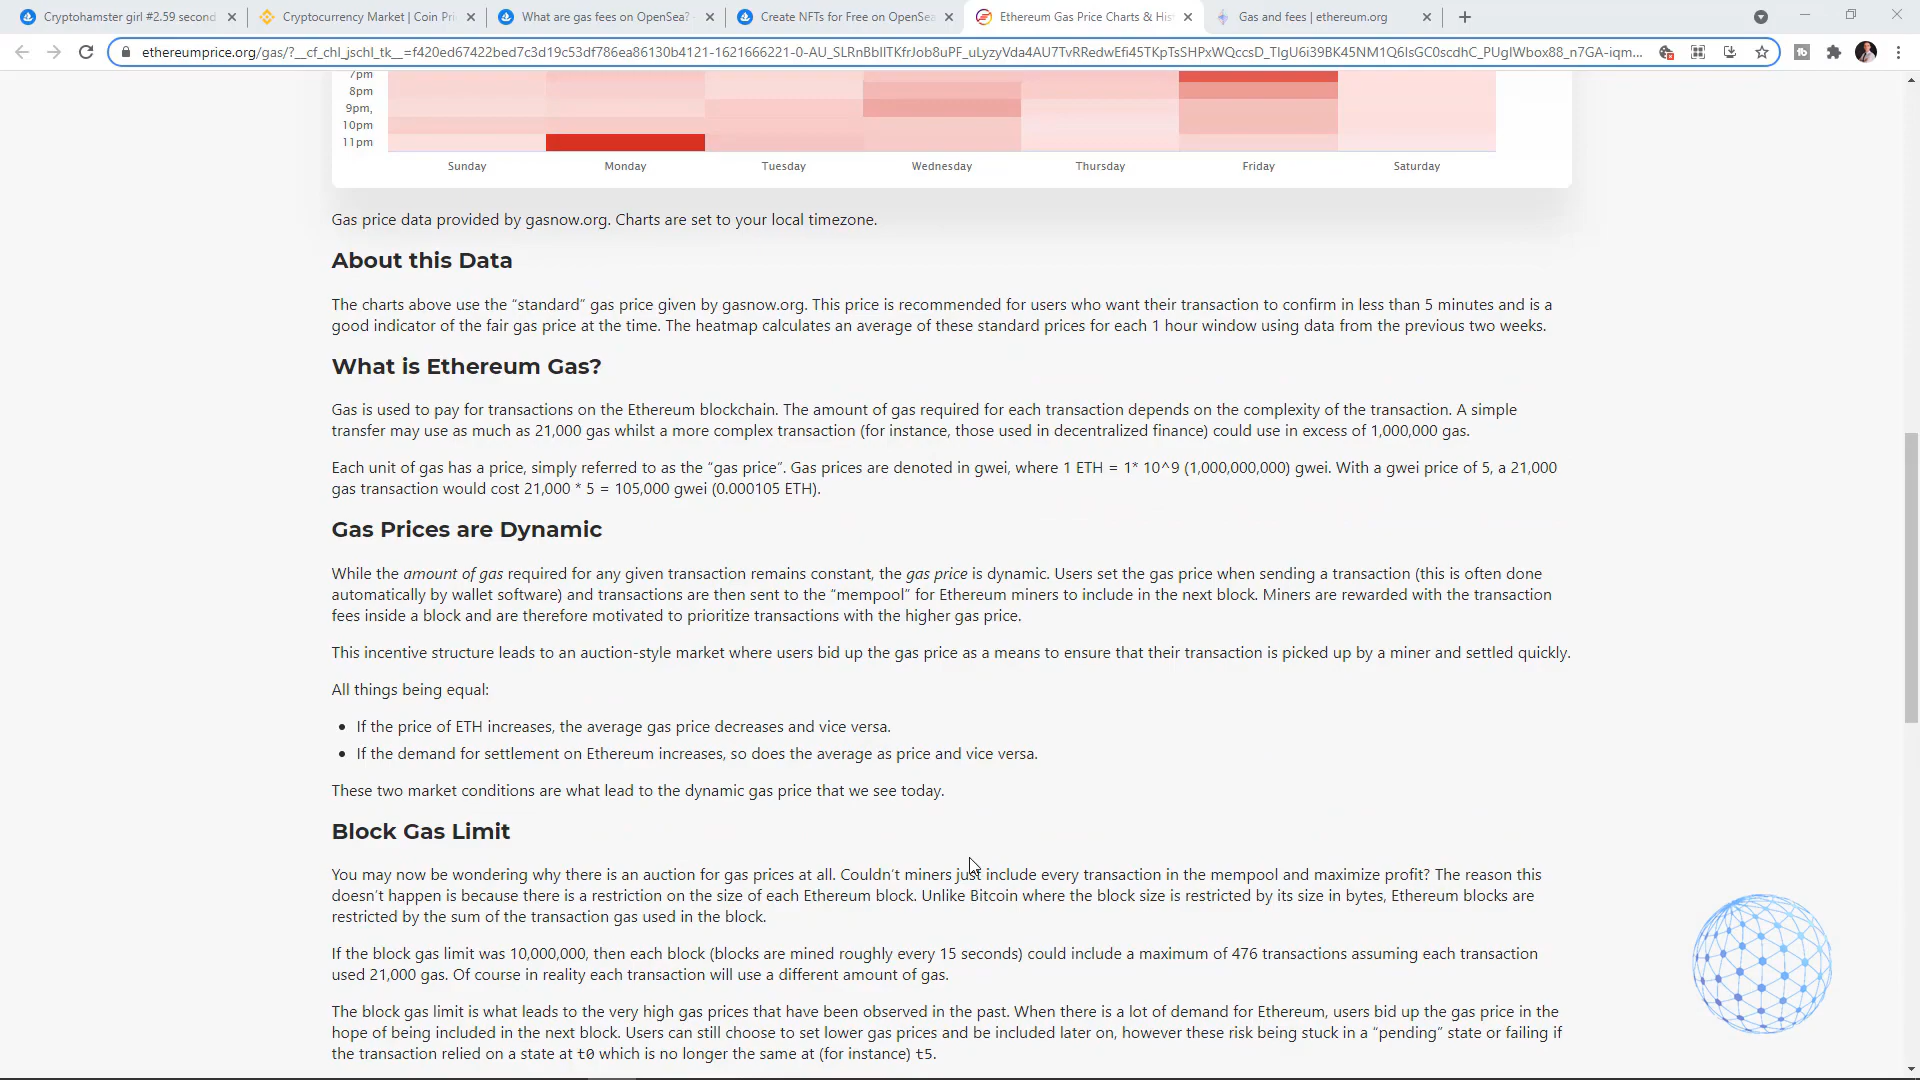 Cryptohamster girl #2.59 second
Cryptocurrency Market | Coin Pri
What are gas fees on OpenSea? -
Create NFTs for Free on OpenSea
Ethereum Gas Price Charts & His
Gas and fees | ethereum.org
7pm
8pm
9pm,
10pm
11pm
Sunday Monday Tuesday Wednesday Thursday Friday Saturday
Gas price data provided by gasnow.org. Charts are set to your local timezone.
About this Data
The charts above use the “standard” gas price given by gasnow.org. This price is recommended for users who want their transaction to confirm in less than 5 minutes and is a
good indicator of the fair gas price at the time. The heatmap calculates an average of these standard prices for each 1 hour window using data from the previous two weeks.
What is Ethereum Gas?
Gas is used to pay for transactions on the Ethereum blockchain. The amount of gas required for each transaction depends on the complexity of the transaction. A simple
transfer may use as much as 21,000 gas whilst a more complex transaction (for instance, those used in decentralized finance) could use in excess of 1,000,000 gas.
Each unit of gas has a price, simply referred to as the “gas price”. Gas prices are denoted in gwei, where 1 ETH = 1* 10^9 (1,000,000,000) gwei. With a gwei price of 5, a 21,000
gas transaction would cost 21,000 * 5 = 105,000 gwei (0.000105 ETH).
Gas Prices are Dynamic
While the amount of gas required for any given transaction remains constant, the gas price is dynamic. Users set the gas price when sending a transaction (this is often done
automatically by wallet software) and transactions are then sent to the “mempool” for Ethereum miners to include in the next block. Miners are rewarded with the transaction
fees inside a block and are therefore motivated to prioritize transactions with the higher gas price.
This incentive structure leads to an auction-style market where users bid up the gas price as a means to ensure that their transaction is picked up by a miner and settled quickly.
All things being equal:
• If the price of ETH increases, the average gas price decreases and vice versa.
• If the demand for settlement on Ethereum increases, so does the average as price and vice versa.
These two market conditions are what lead to the dynamic gas price that we see today.
Block Gas Limit
You may now be wondering why there is an auction for gas prices at all. Couldn’t miners just include every transaction in the mempool and maximize profit? The reason this
doesn’t happen is because there is a restriction on the size of each Ethereum block. Unlike Bitcoin where the block size is restricted by its size in bytes, Ethereum blocks are
restricted by the sum of the transaction gas used in the block.
If the block gas limit was 10,000,000, then each block (blocks are mined roughly every 15 seconds) could include a maximum of 476 transactions assuming each transaction
used 21,000 gas. Of course in reality each transaction will use a different amount of gas.
The block gas limit is what leads to the very high gas prices that have been observed in the past. When there is a lot of demand for Ethereum, users bid up the gas price in the
hope of being included in the next block. Users can still choose to set lower gas prices and be included later on, however these risk being stuck in a “pending” state or failing if
the transaction relied on a state at t0 which is no longer the same at (for instance) t5.